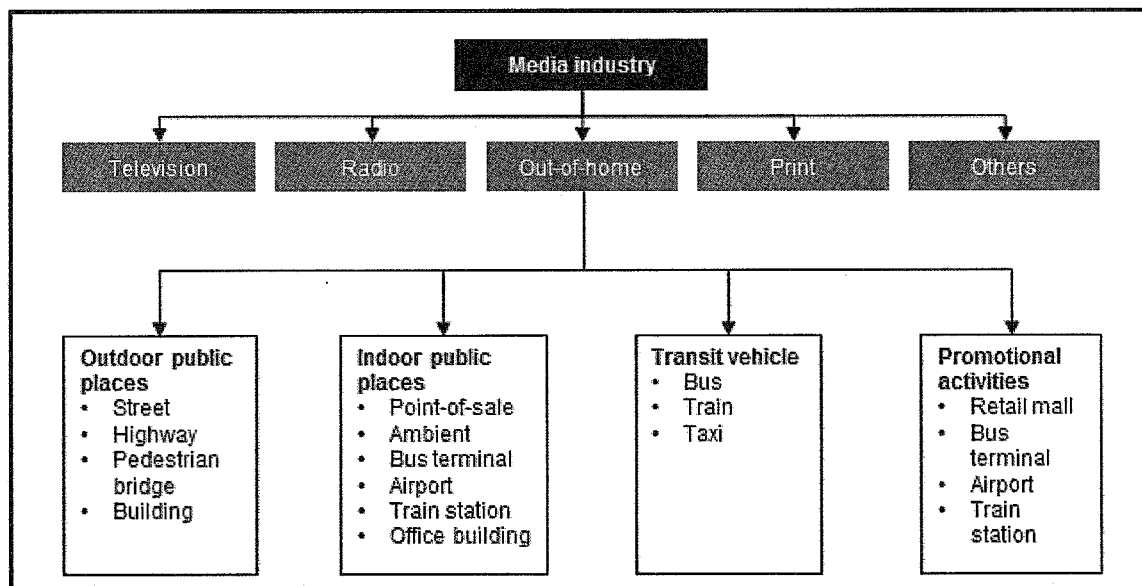 Media industry
Television
Radio
Out-of-home
Print
Others
Outdoor public
places
• Street
• Highway
• Pedestrian
bridge
• Building
Indoor public
places
• Point-of-sale
• Ambient
• Bus terminal
• Airport
• Train station
• Office building
Transit vehicle
• Bus
• Train
• Taxi
Promotional
activities
• Retail mall
• Bus
terminal
• Airport
• Train
station